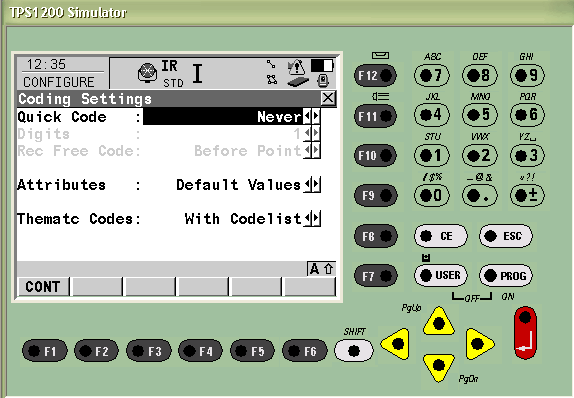 TPS1200 Simulator
12:35
CONFIGURE
IR
STD
I
Coding Settings
Quick Code : Never
Digits : 1
Rec Free Code: Before Point
Attributes : Default Values
Thematc Codes: With Codelist
A
CONT
F12
F11
F10
F9
F8
F7
ABC DEF GHI
7 8 9
JKL MNO PQR
4 5 6
STU VWX YZ
1 2 3
/$% _@& *?!
0 . ±
CE ESC
USER PROG
OFF ON
PgUp
PgDn
F1 F2 F3 F4 F5 F6 SHIFT